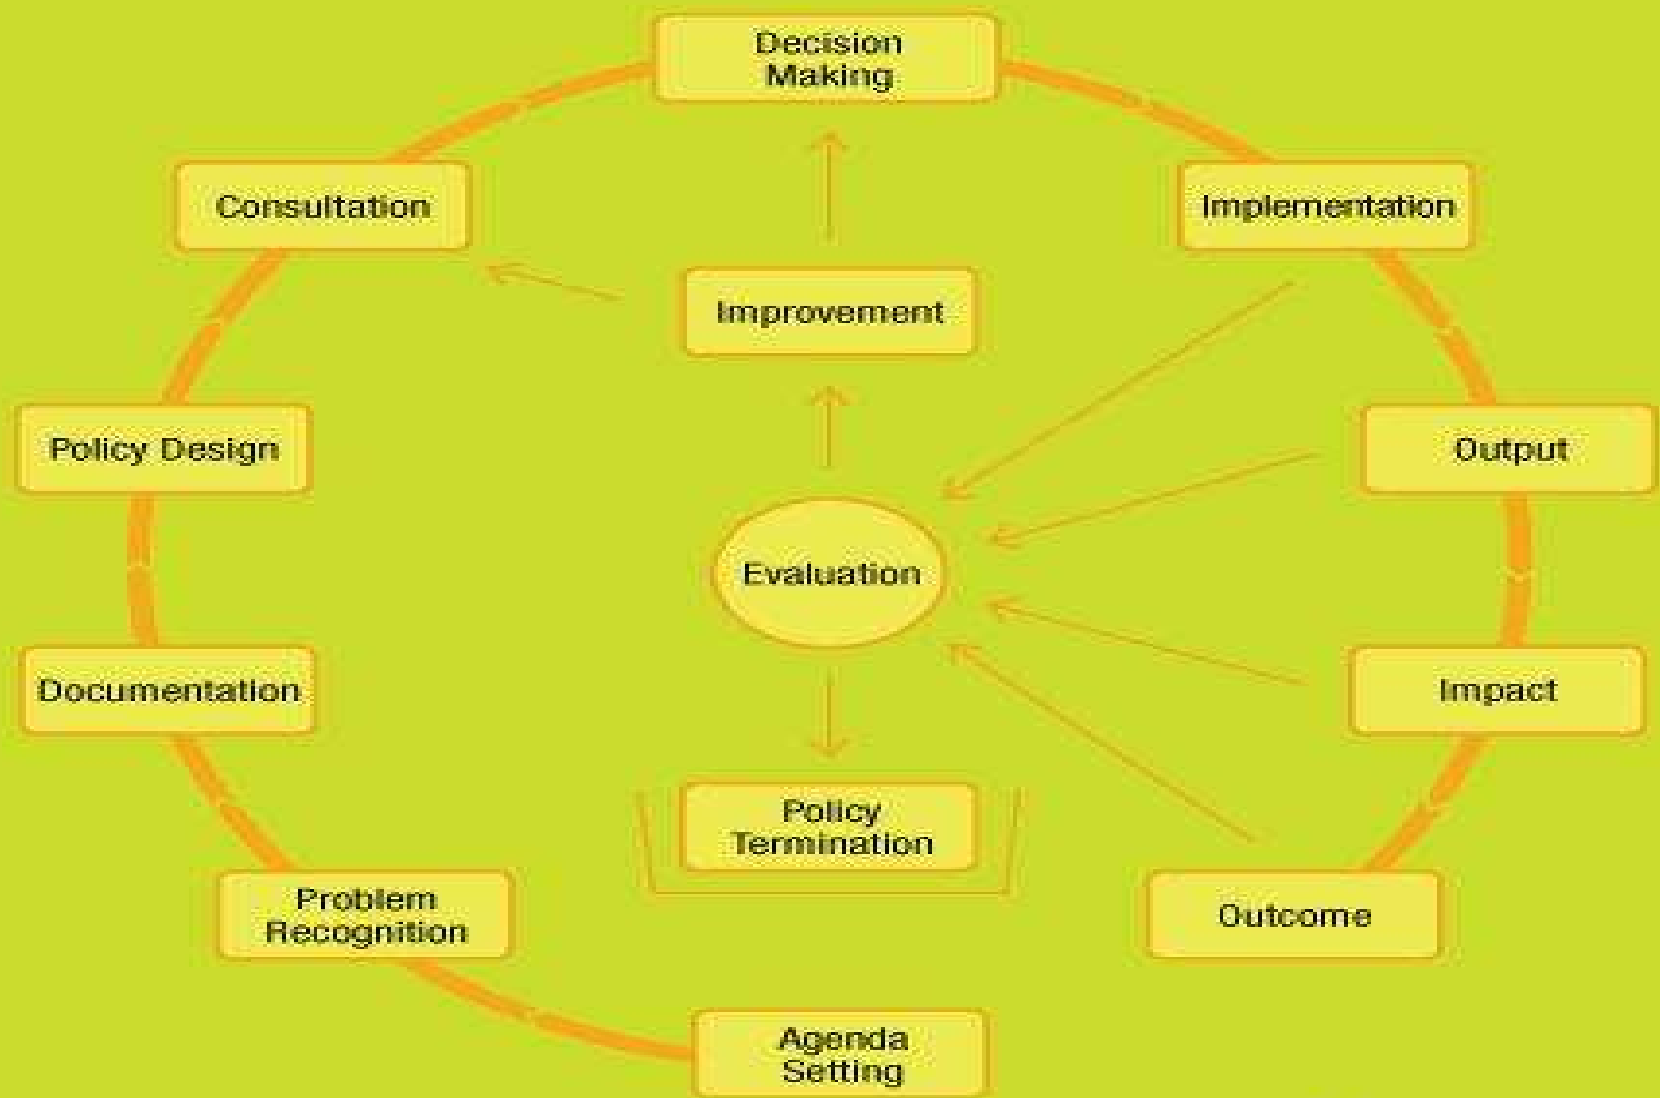 Decision
Making
Consultation
Implementation
Improvement
Policy Design
Output
Evaluation
Documentation
Impact
Policy
Termination
Problem
Recognition
Outcome
Agenda
Setting